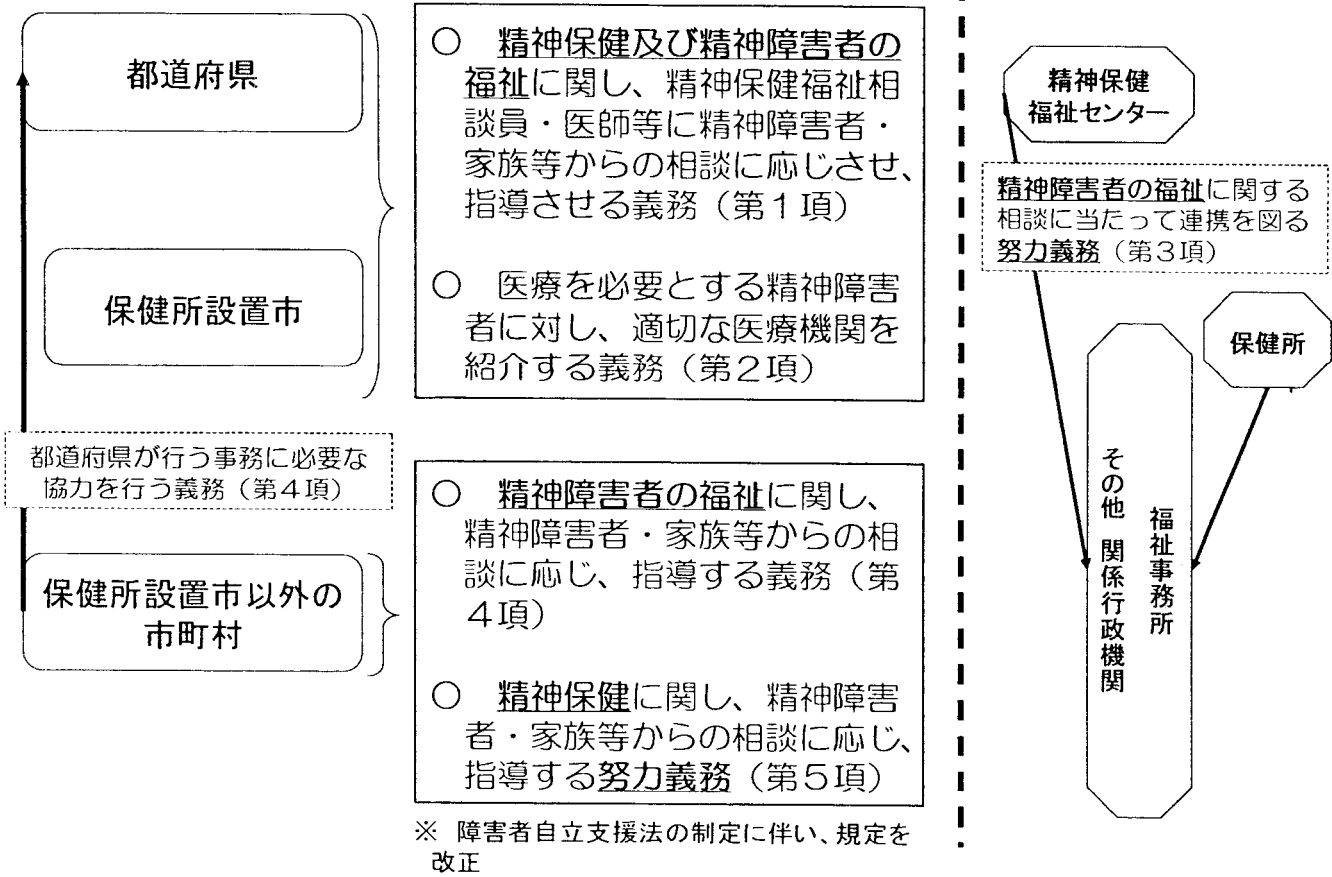 都道府県
保健所設置市
都道府県が行う事務に必要な
協力を行う義務（第４項）
保健所設置市以外の
市町村
○　精神保健及び精神障害者の
福祉に関し、精神保健福祉相
談員・医師等に精神障害者・
家族等からの相談に応じさせ、
指導させる義務（第１項）
○　医療を必要とする精神障害
者に対し、適切な医療機関を
紹介する義務（第２項）
○　精神障害者の福祉に関し、
精神障害者・家族等からの相
談に応じ、指導する義務（第
４項）
○　精神保健に関し、精神障害
者・家族等からの相談に応じ、
指導する努力義務（第５項）
※　障害者自立支援法の制定に伴い、規定を
改正
精神保健
福祉センター
精神障害者の福祉に関する
相談に当たって連携を図る
努力義務（第３項）
保健所
福祉事務所
その他 関係行政機関